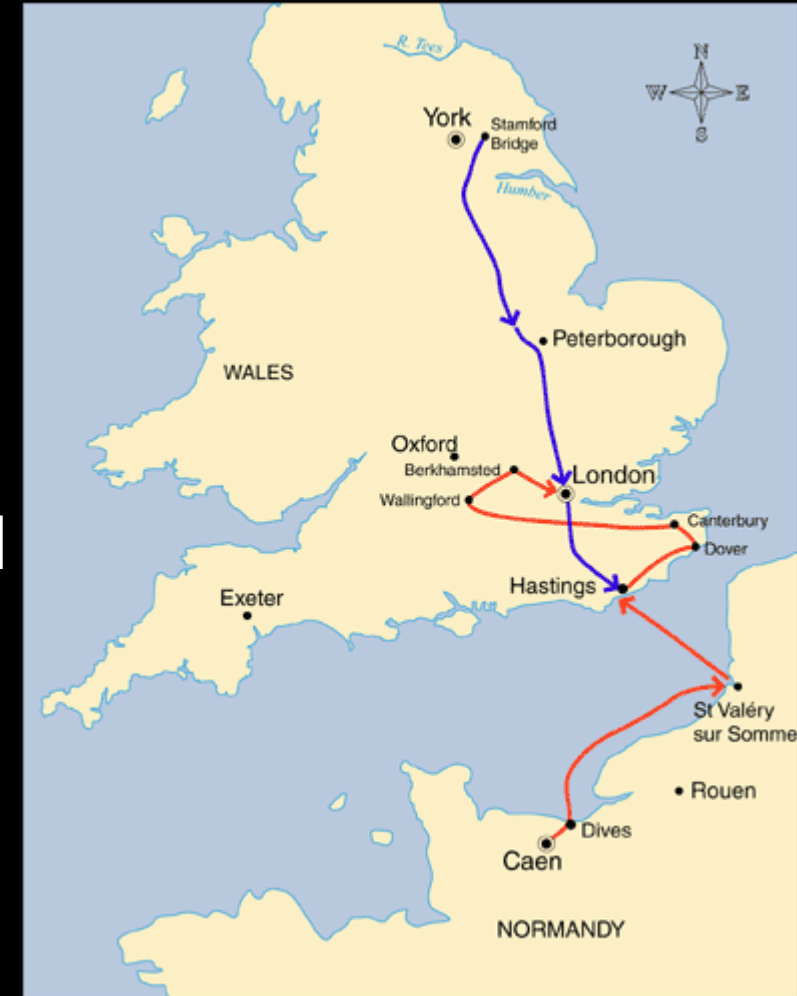 R. Tees
N
W E
S
York
Stamford
Bridge
Humber
Peterborough
WALES
Oxford
Berkhamsted
London
Wallingford
Canterbury
Dover
Hastings
Exeter
St Valéry
sur Somme
Rouen
Dives
Caen
NORMANDY